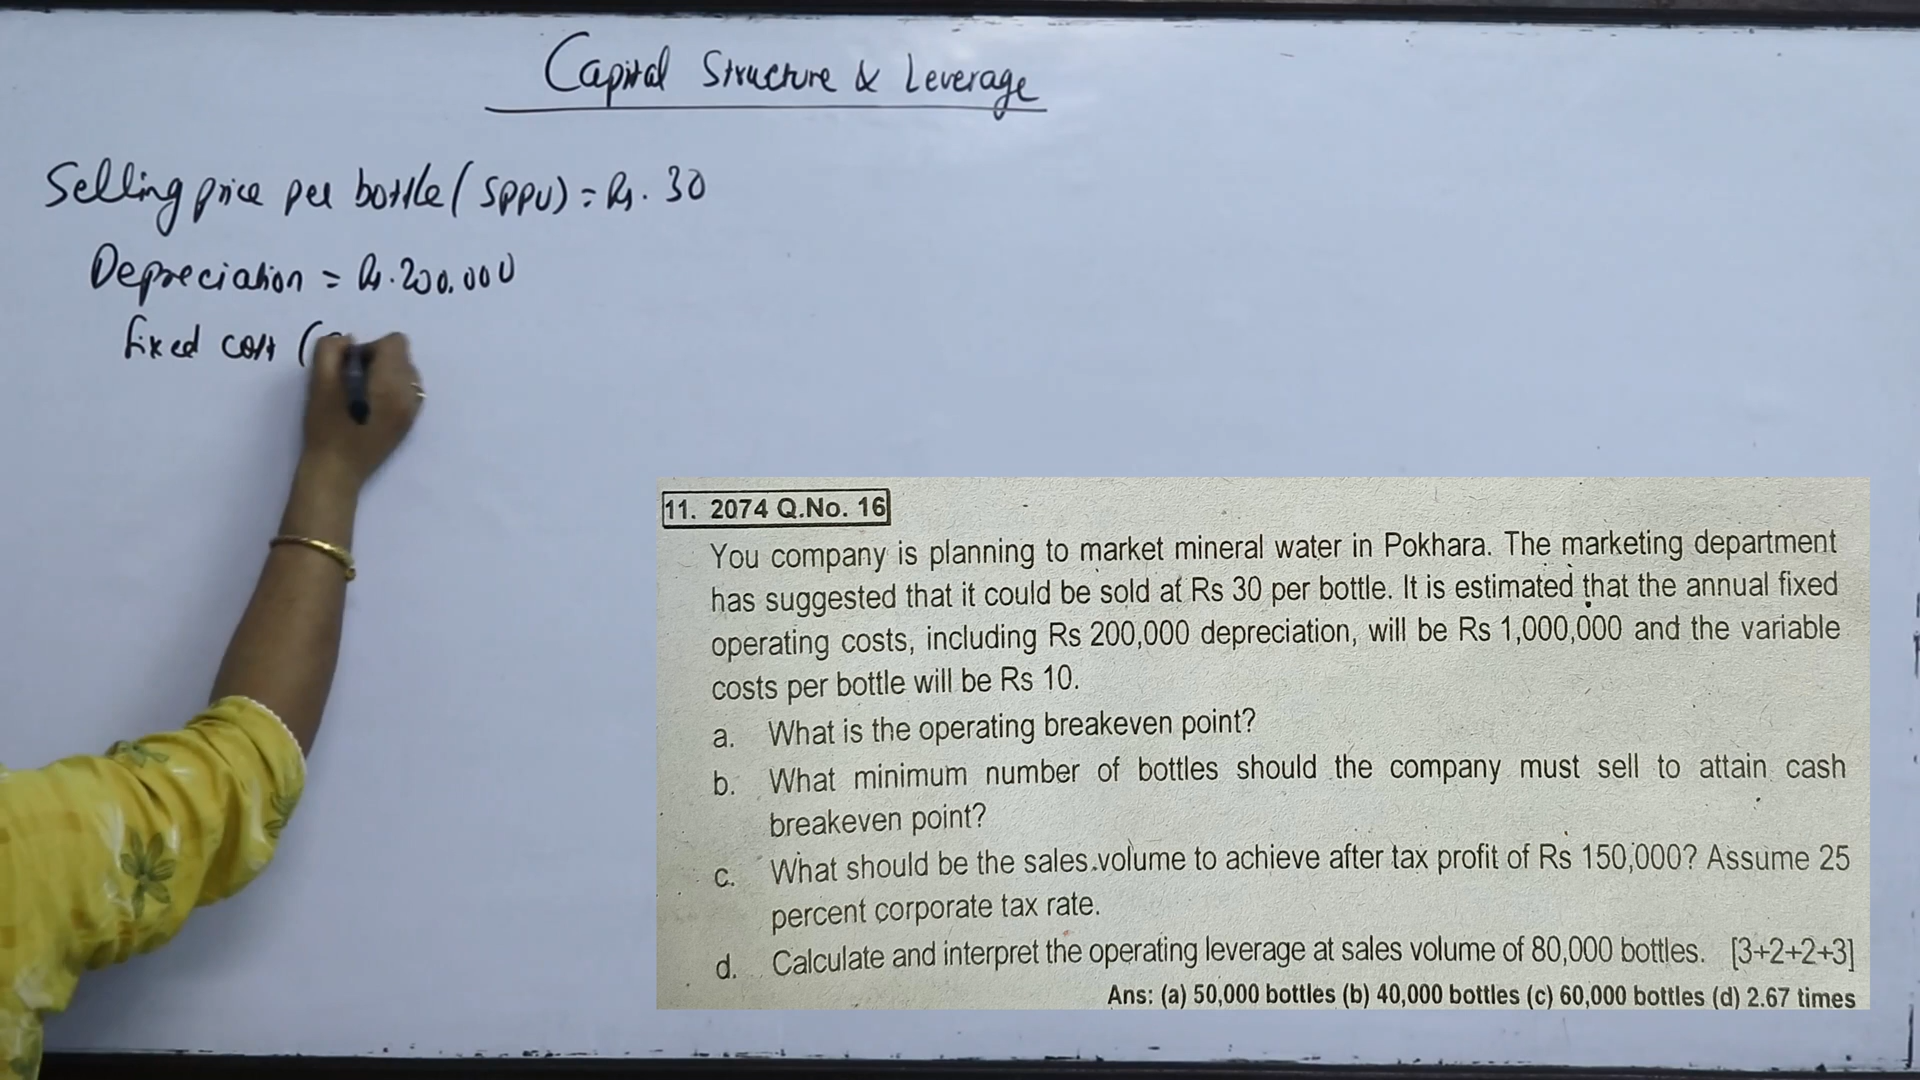 Capital Structure & Leverage
Selling price per bottle (SPPU) = Rs. 30
Depreciation = Rs. 200,000
Fixed cost (
11. 2074 Q.No. 16
You company is planning to market mineral water in Pokhara. The marketing department
has suggested that it could be sold at Rs 30 per bottle. It is estimated that the annual fixed
operating costs, including Rs 200,000 depreciation, will be Rs 1,000,000 and the variable
costs per bottle will be Rs 10.
a. What is the operating breakeven point?
b. What minimum number of bottles should the company must sell to attain cash
breakeven point?
c. What should be the sales volume to achieve after tax profit of Rs 150,000? Assume 25
percent corporate tax rate.
d. Calculate and interpret the operating leverage at sales volume of 80,000 bottles. [3+2+2+3]
Ans: (a) 50,000 bottles (b) 40,000 bottles (c) 60,000 bottles (d) 2.67 times